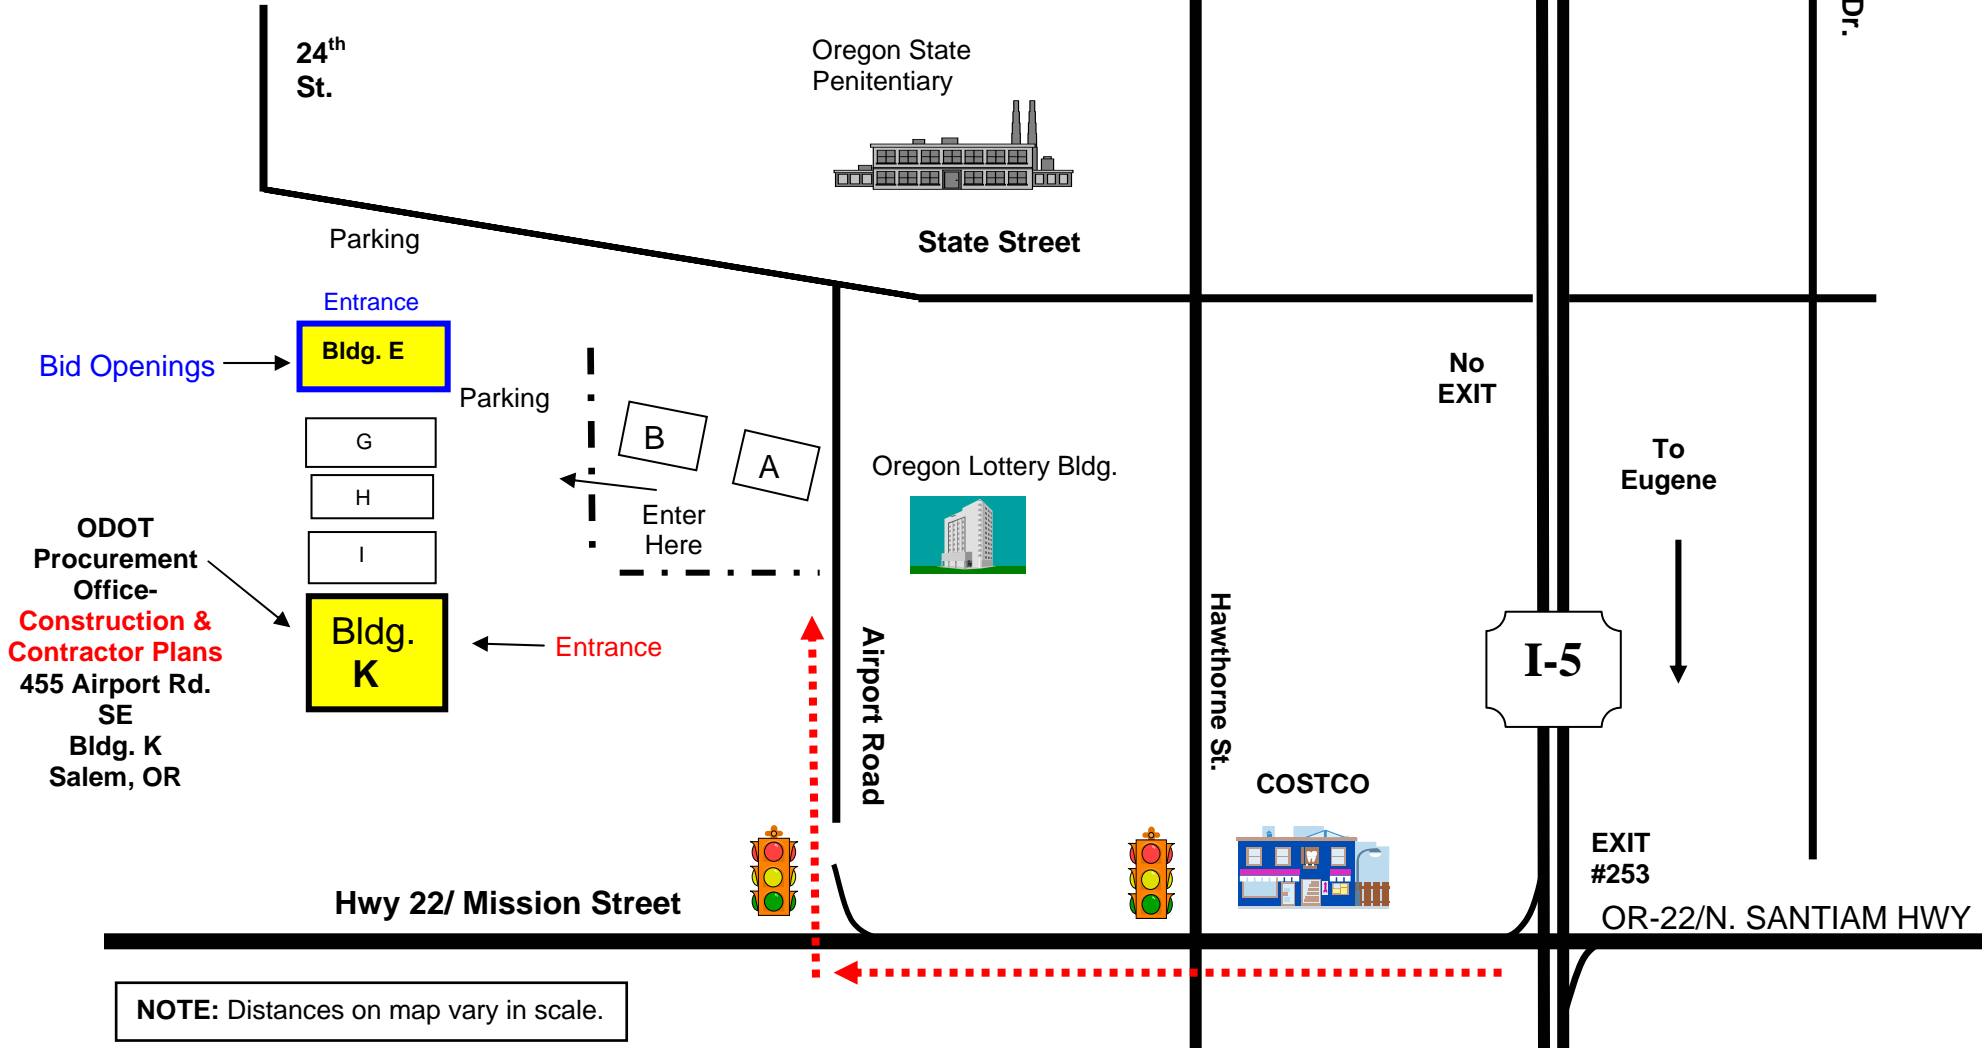 24th
St.
Oregon State
Penitentiary
Dr.
Parking
State Street
Entrance
Bldg. E
Bid Openings
Parking
No
EXIT
G
B
A
Oregon Lottery Bldg.
To
Eugene
H
Enter
Here
I
ODOT
Procurement
Office-
Construction &
Contractor Plans
455 Airport Rd.
SE
Bldg. K
Salem, OR
Bldg.
K
Entrance
Airport Road
Hawthorne St.
I-5
COSTCO
EXIT
#253
Hwy 22/ Mission Street
OR-22/N. SANTIAM HWY
NOTE: Distances on map vary in scale.